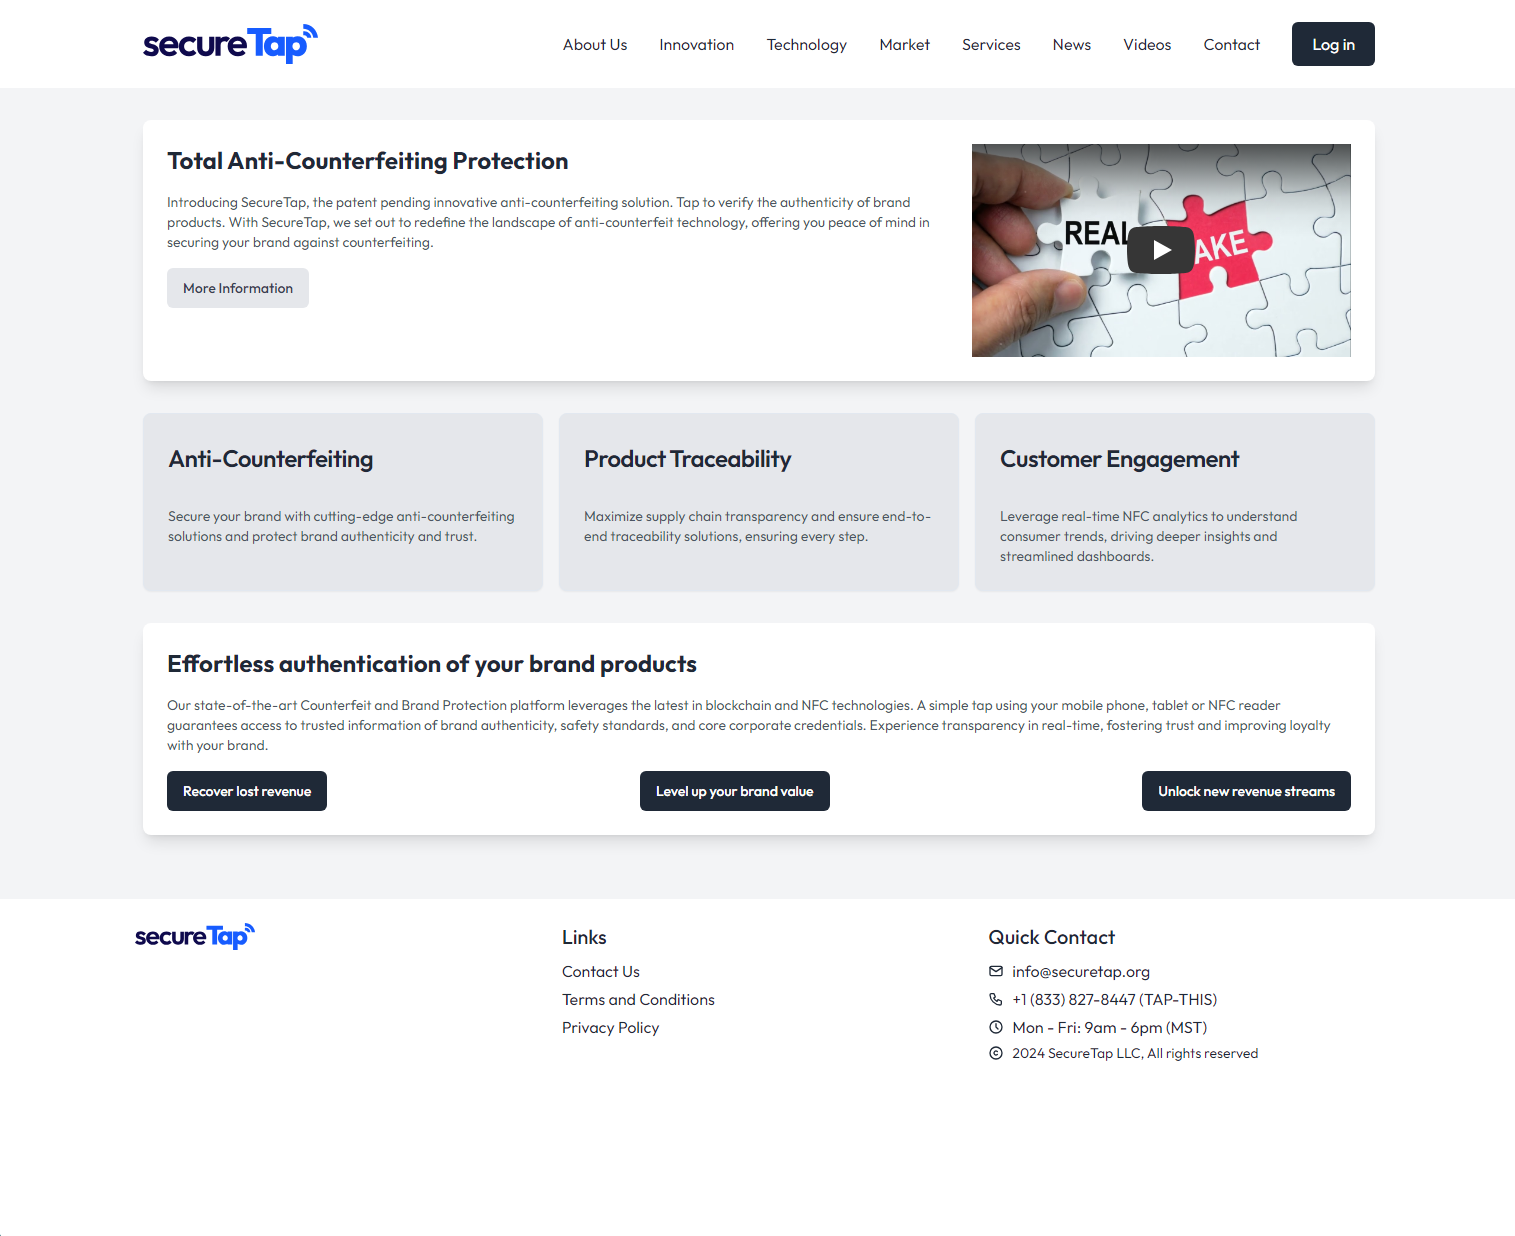 secureTap
About Us Innovation Technology Market Services News Videos Contact Log in
Total Anti-Counterfeiting Protection
Introducing SecureTap, the patent pending innovative anti-counterfeiting solution. Tap to verify the authenticity of brand
products. With SecureTap, we set out to redefine the landscape of anti-counterfeit technology, offering you peace of mind in
securing your brand against counterfeiting.
More Information
REAL
AKE
Anti-Counterfeiting
Secure your brand with cutting-edge anti-counterfeiting
solutions and protect brand authenticity and trust.
Product Traceability
Maximize supply chain transparency and ensure end-to-
end traceability solutions, ensuring every step.
Customer Engagement
Leverage real-time NFC analytics to understand
consumer trends, driving deeper insights and
streamlined dashboards.
Effortless authentication of your brand products
Our state-of-the-art Counterfeit and Brand Protection platform leverages the latest in blockchain and NFC technologies. A simple tap using your mobile phone, tablet or NFC reader
guarantees access to trusted information of brand authenticity, safety standards, and core corporate credentials. Experience transparency in real-time, fostering trust and improving loyalty
with your brand.
Recover lost revenue
Level up your brand value
Unlock new revenue streams
secureTap
Links
Contact Us
Terms and Conditions
Privacy Policy
Quick Contact
info@securetap.org
+1 (833) 827-8447 (TAP-THIS)
Mon - Fri: 9am - 6pm (MST)
© 2024 SecureTap LLC, All rights reserved